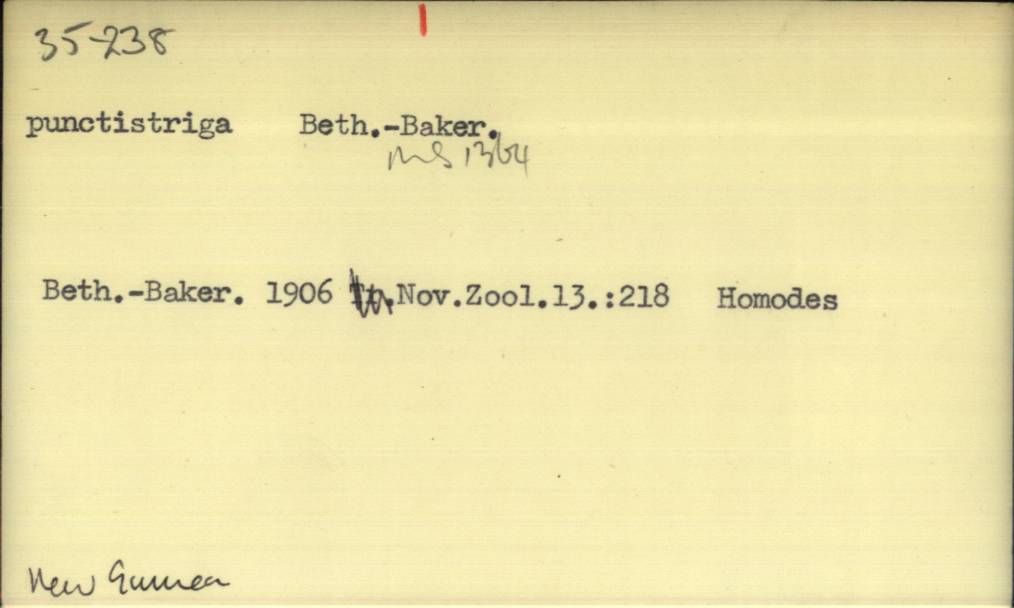 35-238
punctistriga Beth.-Baker.
MS 1364
Beth.-Baker. 1906 Nov.Zool.13.:218 Homodes
New Guinea